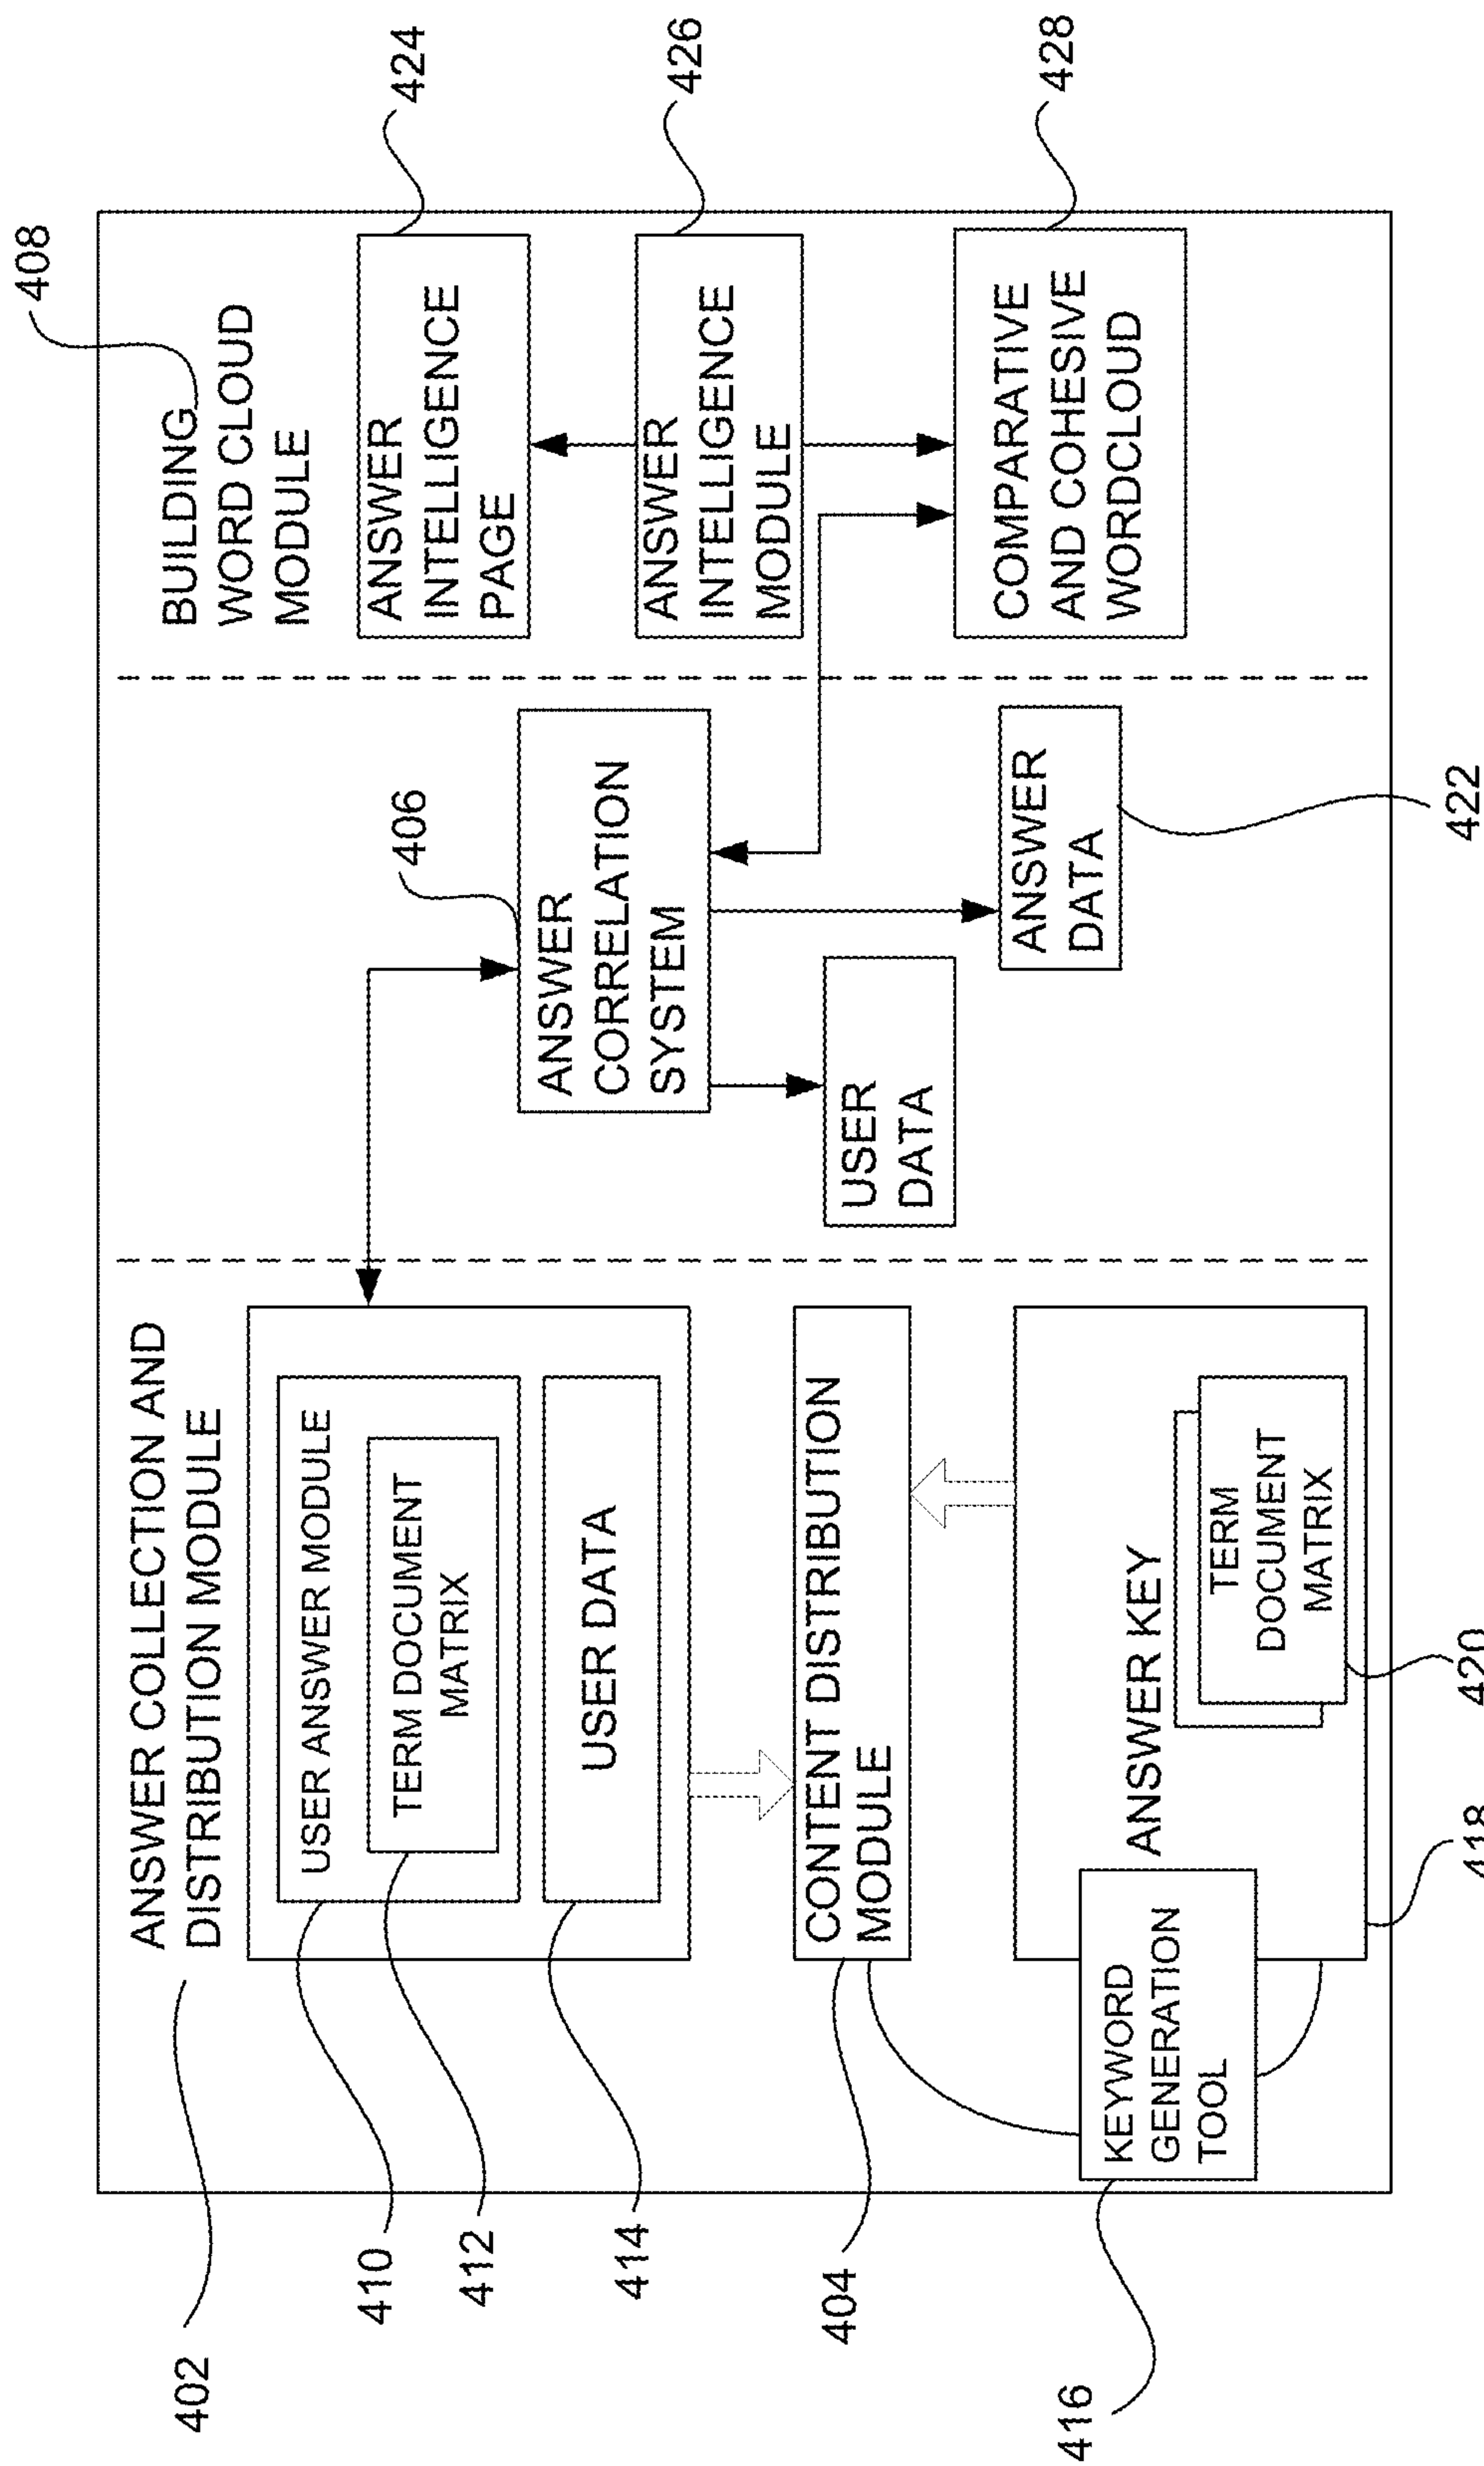 402
ANSWER COLLECTION AND
DISTRIBUTION MODULE
410
USER ANSWER MODULE
412
TERM DOCUMENT
MATRIX
414
USER DATA
404
CONTENT DISTRIBUTION
MODULE
416
KEYWORD
GENERATION
TOOL
ANSWER KEY
TERM
DOCUMENT
MATRIX
418
420
406
ANSWER
CORRELATION
SYSTEM
USER
DATA
ANSWER
DATA
422
408
BUILDING
WORD CLOUD
MODULE
ANSWER
INTELLIGENCE
PAGE
424
ANSWER
INTELLIGENCE
MODULE
426
COMPARATIVE
AND COHESIVE
WORDCLOUD
428